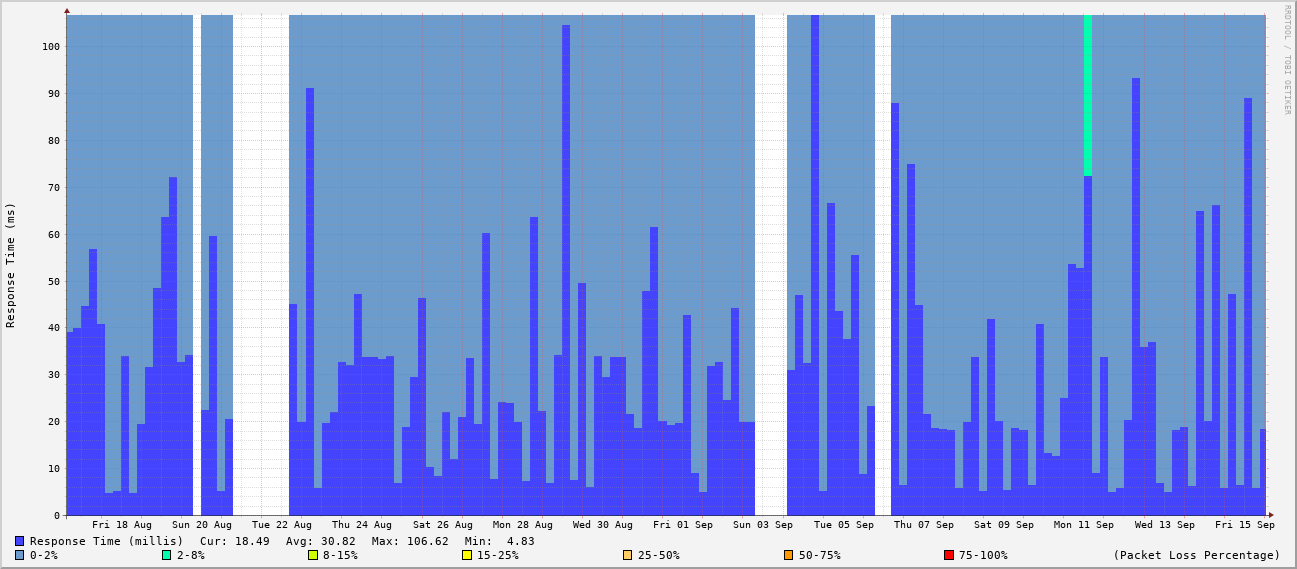 RRDTOOL / TOBI OETIKER
Response Time (ms)
100
90
80
70
60
50
40
30
20
10
0
Fri 18 Aug Sun 20 Aug Tue 22 Aug Thu 24 Aug Sat 26 Aug Mon 28 Aug Wed 30 Aug Fri 01 Sep Sun 03 Sep Tue 05 Sep Thu 07 Sep Sat 09 Sep Mon 11 Sep Wed 13 Sep Fri 15 Sep
Response Time (millis) Cur: 18.49 Avg: 30.82 Max: 106.62 Min: 4.83
0-2% 2-8% 8-15% 15-25% 25-50% 50-75% 75-100% (Packet Loss Percentage)